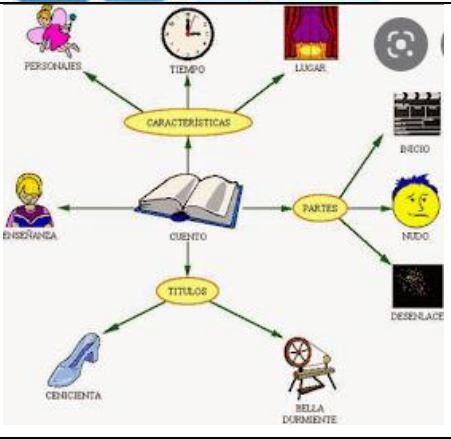 PERSONAJES
TIEMPO
LUGAR
CARACTERÍSTICAS
INICIO
ENSEÑANZA
CUENTO
PARTES
NUDO
TITULOS
DESENLACE
CENICIENTA
BELLA
DURMIENTE